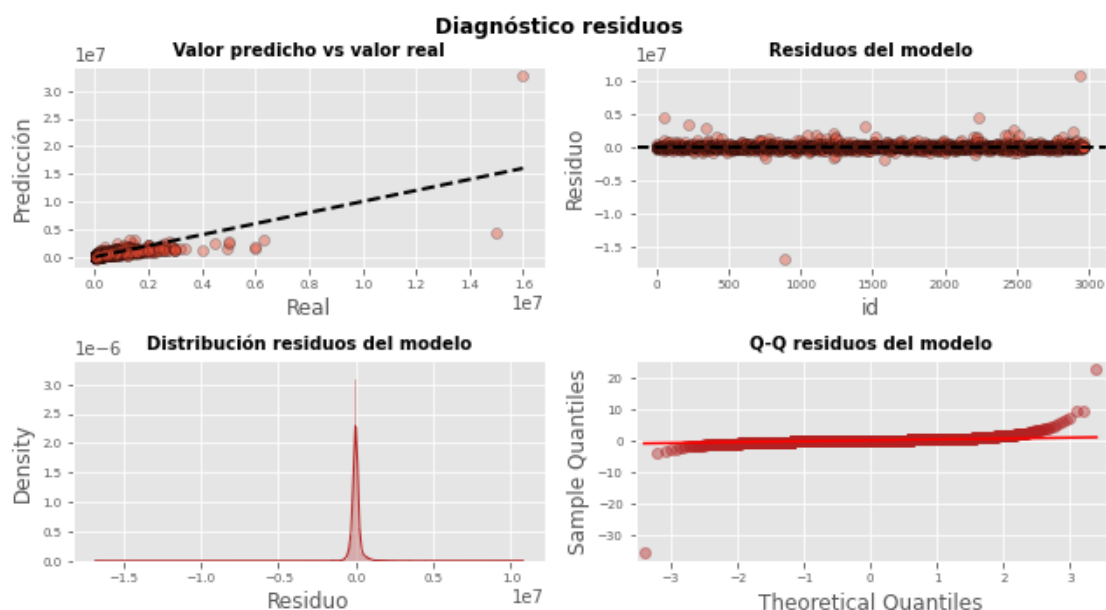 Diagnóstico residuos
Valor predicho vs valor real
1e7
Predicción
3.0
2.5
2.0
1.5
1.0
0.5
0.0
0.0 0.2 0.4 0.6 0.8 1.0 1.2 1.4 1.6
1e7
Real
Residuos del modelo
1e7
Residuo
1.0
0.5
0.0
−0.5
−1.0
−1.5
0 500 1000 1500 2000 2500 3000
id
Distribución residuos del modelo
1e−6
Density
3.0
2.5
2.0
1.5
1.0
0.5
0.0
−1.5 −1.0 −0.5 0.0 0.5 1.0
1e7
Residuo
Q-Q residuos del modelo
Sample Quantiles
20
10
0
−10
−20
−30
−3 −2 −1 0 1 2 3
Theoretical Quantiles